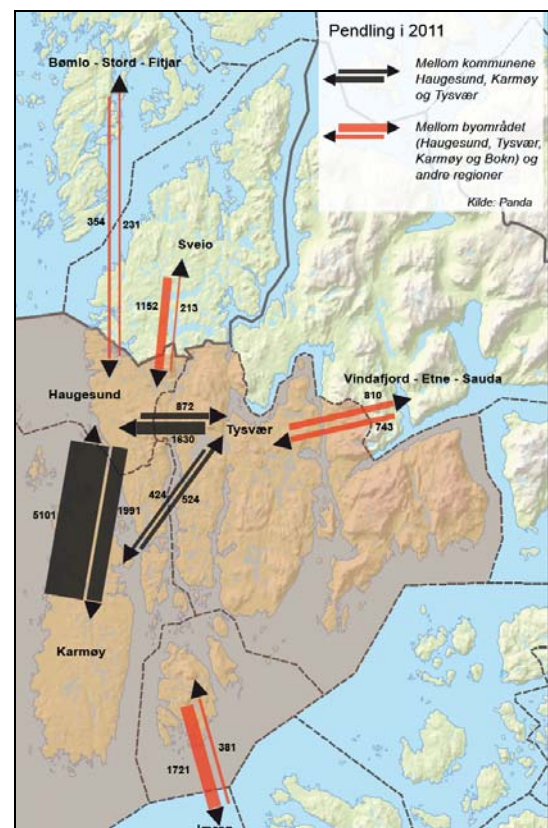 Pendling i 2011
Mellom kommunene
Haugesund, Karmøy
og Tysvær
Mellom byområdet
(Haugesund, Tysvær,
Karmøy og Bokn) og
andre regioner
Kilde: Panda
Bømlo - Stord - Fitjar
354
231
Sveio
1152
213
Haugesund
Vindafjord - Etne - Sauda
810
743
872
Tysvær
1630
424
524
5101
1991
Karmøy
381
1721